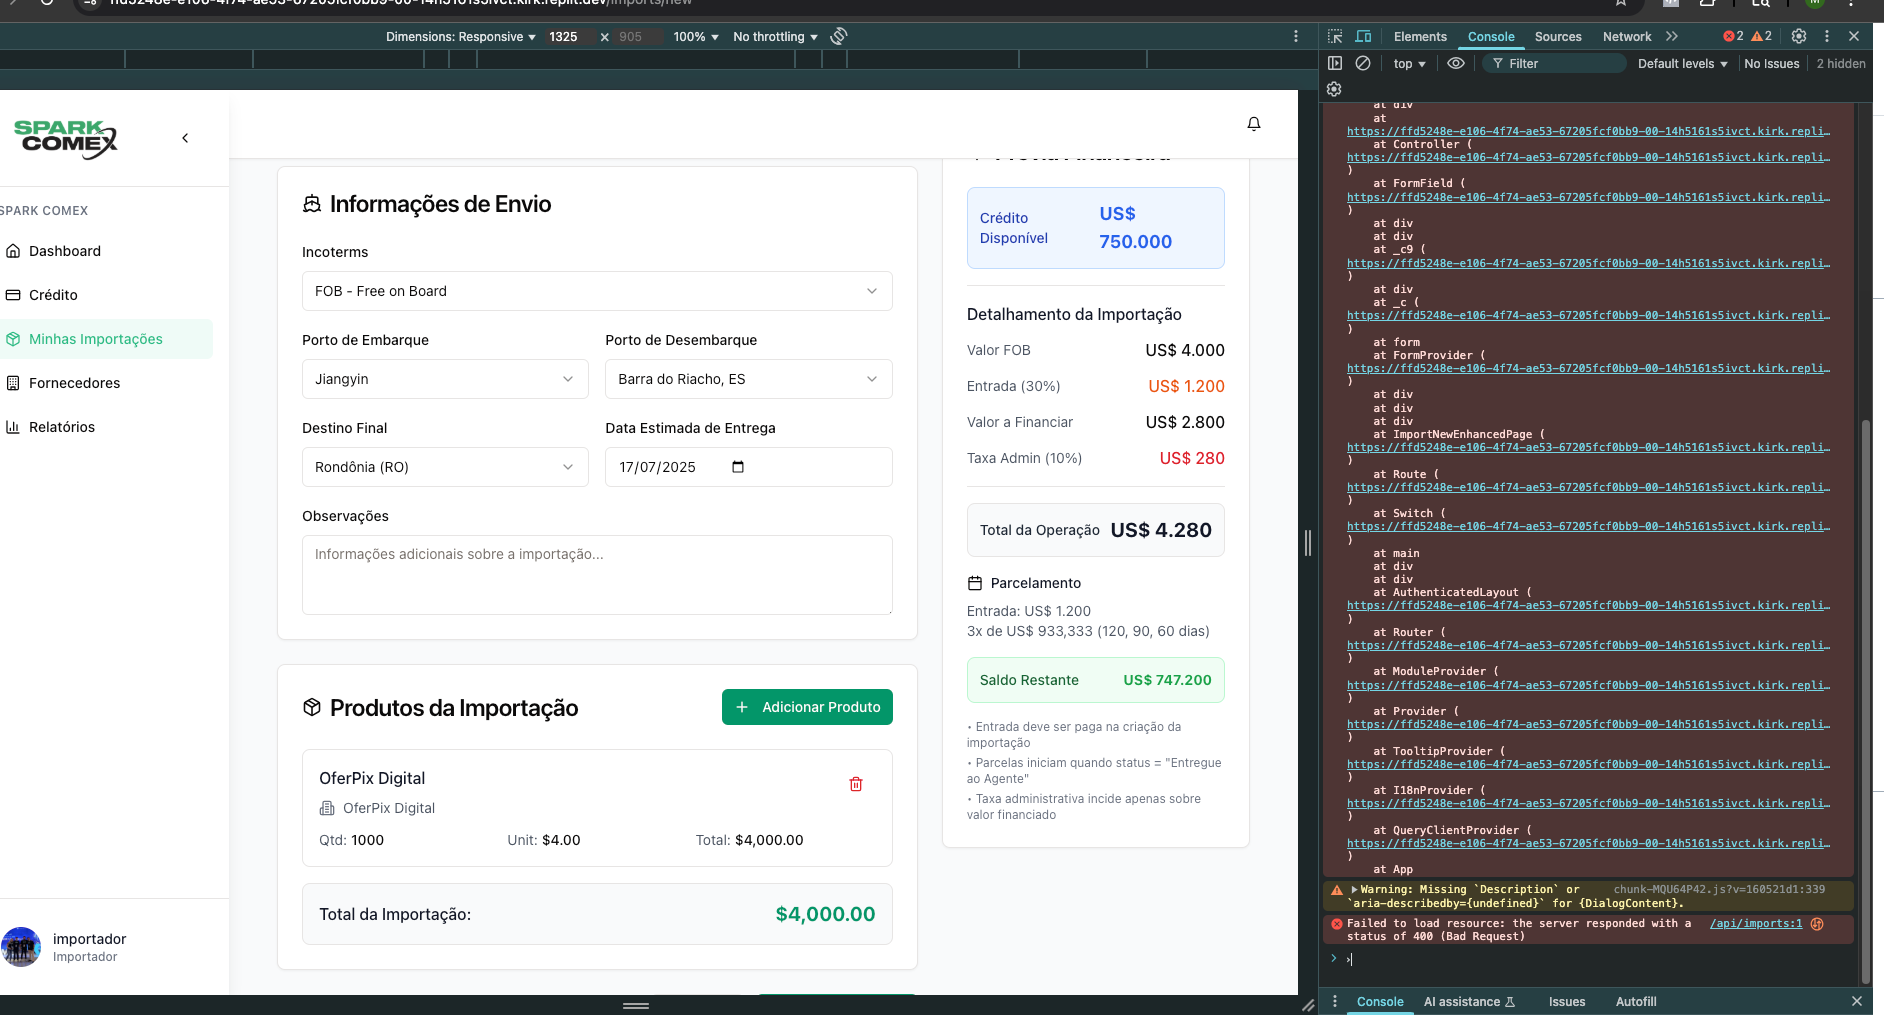 ffd5248e-e106-4f74-ae53-67205fcf0bb9-00-14h5161s5ivct.kirk.replit.dev/imports/new
Dimensions: Responsive 1325 × 905 100% No throttling
Elements Console Sources Network 2 2
top Filter Default levels No Issues 2 hidden
SPARK
COMEX
SPARK COMEX
Dashboard
Crédito
Minhas Importações
Fornecedores
Relatórios
importador
Importador
Informações de Envio
Incoterms
FOB - Free on Board
Porto de Embarque Porto de Desembarque
Jiangyin Barra do Riacho, ES
Destino Final Data Estimada de Entrega
Rondônia (RO) 17/07/2025
Observações
Informações adicionais sobre a importação...
Produtos da Importação
+ Adicionar Produto
OferPix Digital
OferPix Digital
Qtd: 1000 Unit: $4.00 Total: $4,000.00
Total da Importação: $4,000.00
Crédito
Disponível
US$
750.000
Detalhamento da Importação
Valor FOB US$ 4.000
Entrada (30%) US$ 1.200
Valor a Financiar US$ 2.800
Taxa Admin (10%) US$ 280
Total da Operação US$ 4.280
Parcelamento
Entrada: US$ 1.200
3x de US$ 933,333 (120, 90, 60 dias)
Saldo Restante US$ 747.200
• Entrada deve ser paga na criação da
importação
• Parcelas iniciam quando status = "Entregue
ao Agente"
• Taxa administrativa incide apenas sobre
valor financiado
at div
at
https://ffd5248e-e106-4f74-ae53-67205fcf0bb9-00-14h5161s5ivct.kirk.repli…
at Controller (
https://ffd5248e-e106-4f74-ae53-67205fcf0bb9-00-14h5161s5ivct.kirk.repli…
)
at FormField (
https://ffd5248e-e106-4f74-ae53-67205fcf0bb9-00-14h5161s5ivct.kirk.repli…
)
at div
at div
at _c9 (
https://ffd5248e-e106-4f74-ae53-67205fcf0bb9-00-14h5161s5ivct.kirk.repli…
)
at div
at _c (
https://ffd5248e-e106-4f74-ae53-67205fcf0bb9-00-14h5161s5ivct.kirk.repli…
)
at form
at FormProvider (
https://ffd5248e-e106-4f74-ae53-67205fcf0bb9-00-14h5161s5ivct.kirk.repli…
)
at div
at div
at div
at ImportNewEnhancedPage (
https://ffd5248e-e106-4f74-ae53-67205fcf0bb9-00-14h5161s5ivct.kirk.repli…
)
at Route (
https://ffd5248e-e106-4f74-ae53-67205fcf0bb9-00-14h5161s5ivct.kirk.repli…
)
at Switch (
https://ffd5248e-e106-4f74-ae53-67205fcf0bb9-00-14h5161s5ivct.kirk.repli…
)
at main
at div
at div
at AuthenticatedLayout (
https://ffd5248e-e106-4f74-ae53-67205fcf0bb9-00-14h5161s5ivct.kirk.repli…
)
at Router (
https://ffd5248e-e106-4f74-ae53-67205fcf0bb9-00-14h5161s5ivct.kirk.repli…
)
at ModuleProvider (
https://ffd5248e-e106-4f74-ae53-67205fcf0bb9-00-14h5161s5ivct.kirk.repli…
)
at Provider (
https://ffd5248e-e106-4f74-ae53-67205fcf0bb9-00-14h5161s5ivct.kirk.repli…
)
at TooltipProvider (
https://ffd5248e-e106-4f74-ae53-67205fcf0bb9-00-14h5161s5ivct.kirk.repli…
)
at I18nProvider (
https://ffd5248e-e106-4f74-ae53-67205fcf0bb9-00-14h5161s5ivct.kirk.repli…
)
at QueryClientProvider (
https://ffd5248e-e106-4f74-ae53-67205fcf0bb9-00-14h5161s5ivct.kirk.repli…
)
at App
Warning: Missing `Description` or chunk-MQU64P42.js?v=160521d1:339
`aria-describedby={undefined}` for {DialogContent}.
Failed to load resource: the server responded with a /api/imports:1
status of 400 (Bad Request)
Console AI assistance Issues Autofill